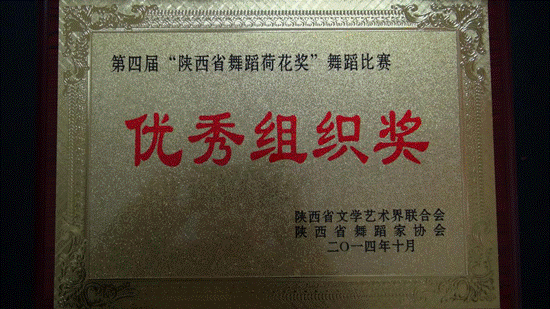 第四届“陕西省舞蹈荷花奖”舞蹈比赛
优秀组织奖
陕西省文学艺术界联合会
陕西省舞蹈家协会
二〇一四年十月